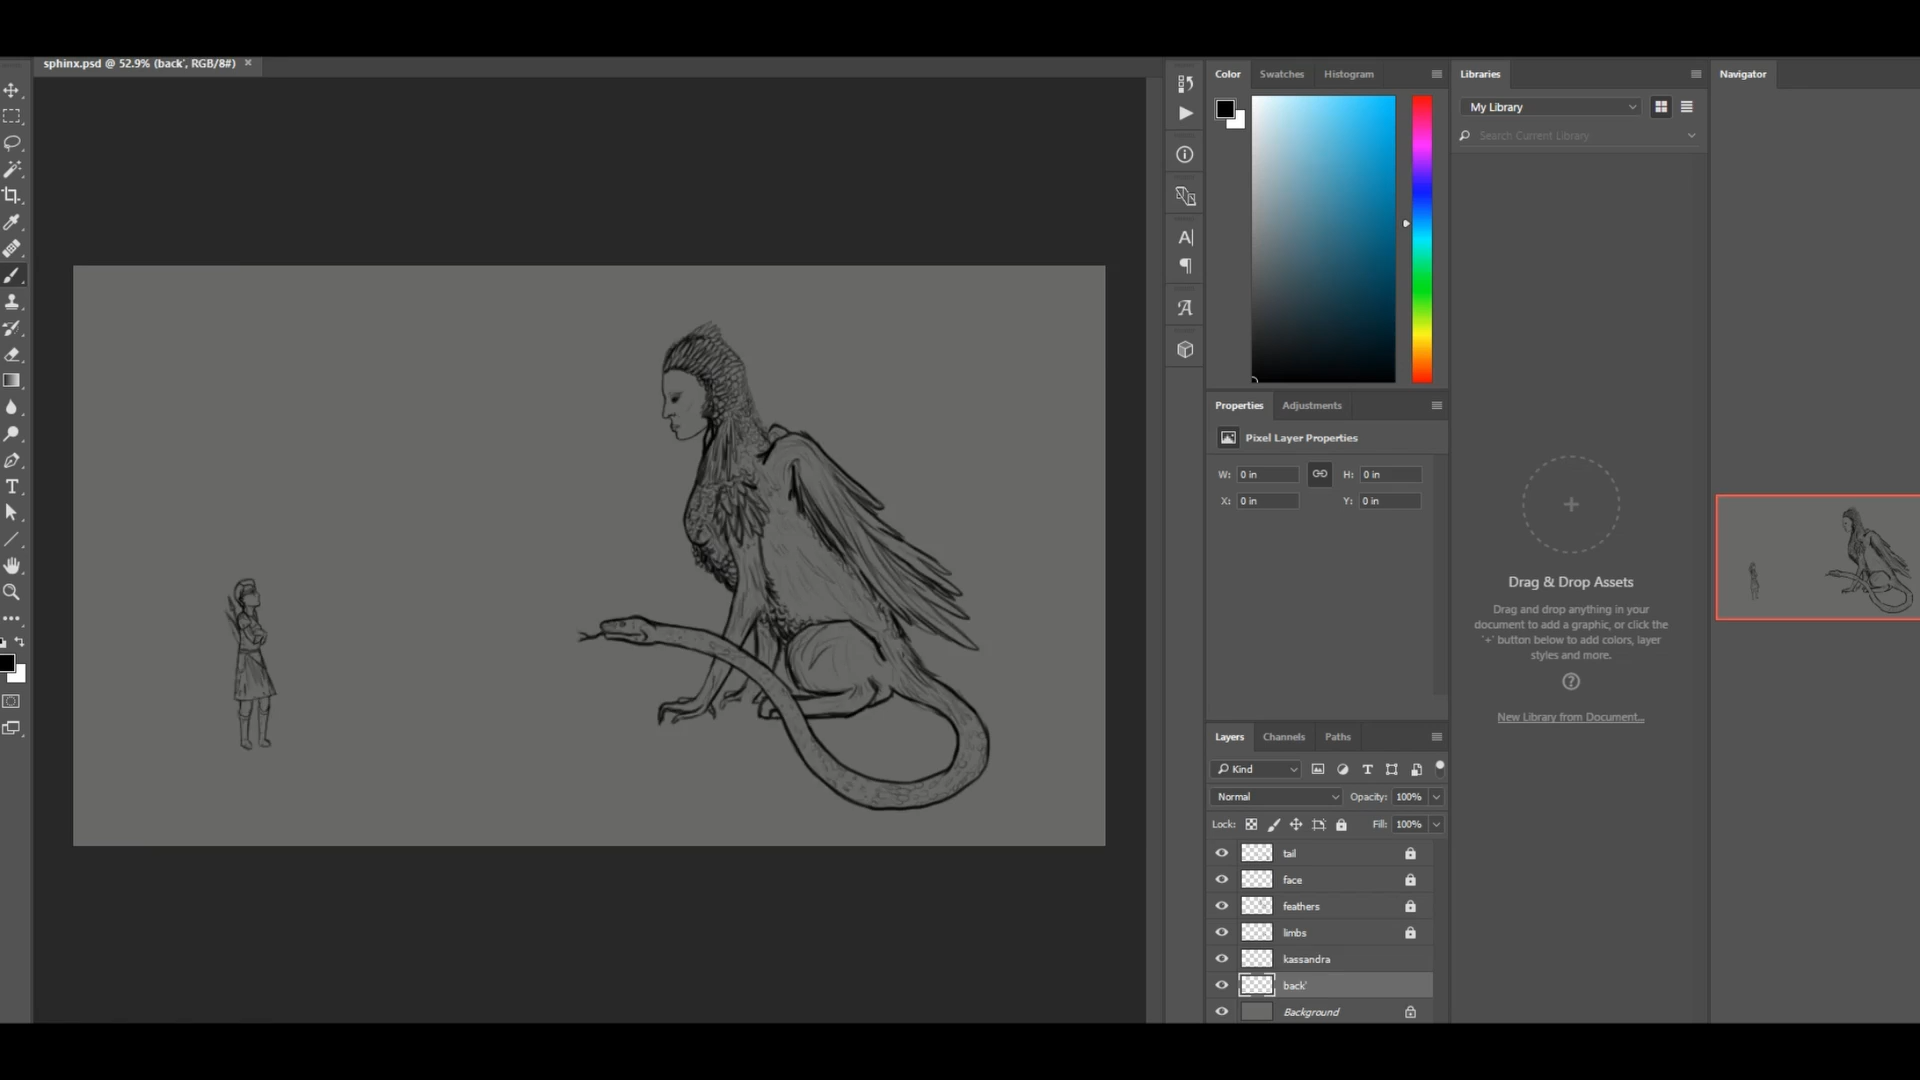 sphinx.psd @ 52.9% (back', RGB/8#) ×
Color Swatches Histogram
Libraries
Navigator
My Library
Search Current Library
Properties Adjustments
Pixel Layer Properties
W: 0 in H: 0 in
X: 0 in Y: 0 in
Drag & Drop Assets
Drag and drop anything in your
document to add a graphic, or click the
'+' button below to add colors, layer
styles and more.
New Library from Document...
Layers Channels Paths
Kind
Normal Opacity: 100%
Lock: Fill: 100%
tail
face
feathers
limbs
kassandra
back'
Background